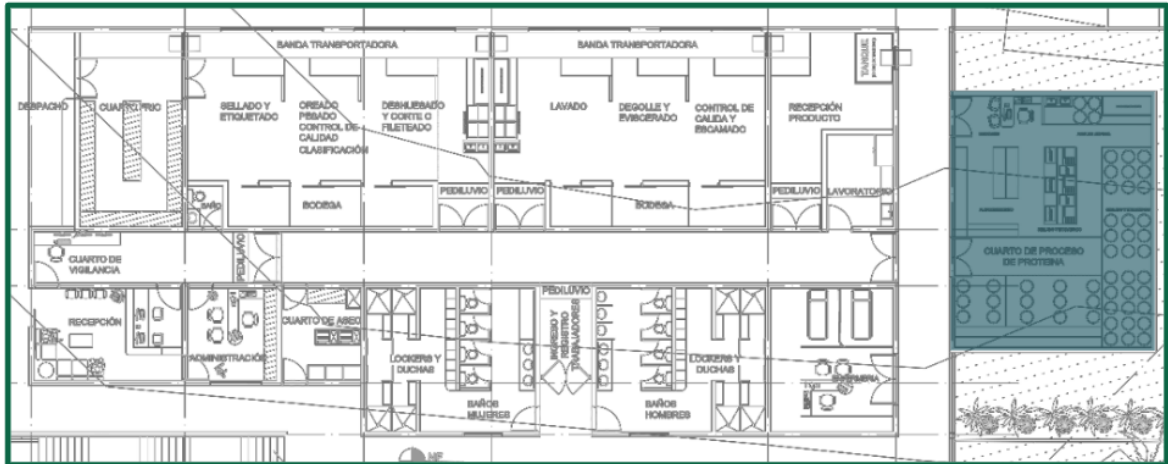 BANDA TRANSPORTADORA
BANDA TRANSPORTADORA
TANQUE
DESPACHO
CUARTO FRIO
SELLADO Y
ETIQUETADO
OREADO
PESADO
CONTROL DE
CALIDAD
CLASIFICACIÓN
DESHUESADO
Y CORTE O
FILETEADO
LAVADO
DEGOLLE Y
EVISCERADO
CONTROL DE
CALIDA Y
ESCAMADO
RECEPCIÓN
PRODUCTO
BAÑO
BODEGA
PEDILUVIO
PEDILUVIO
BODEGA
PEDILUVIO
LAVORATORIO
CUARTO DE
VIGILANCIA
PEDILUVIO
CUARTO DE PROCESO
DE PROTEINA
RECEPCIÓN
ADMINISTRACIÓN
CUARTO DE ASEO
LOCKERS Y
DUCHAS
BAÑOS
MUJERES
PEDILUVIO
INGRESO Y
REGISTRO
TRABAJADORES
BAÑOS
HOMBRES
LOCKERS Y
DUCHAS
ENFERMERIA